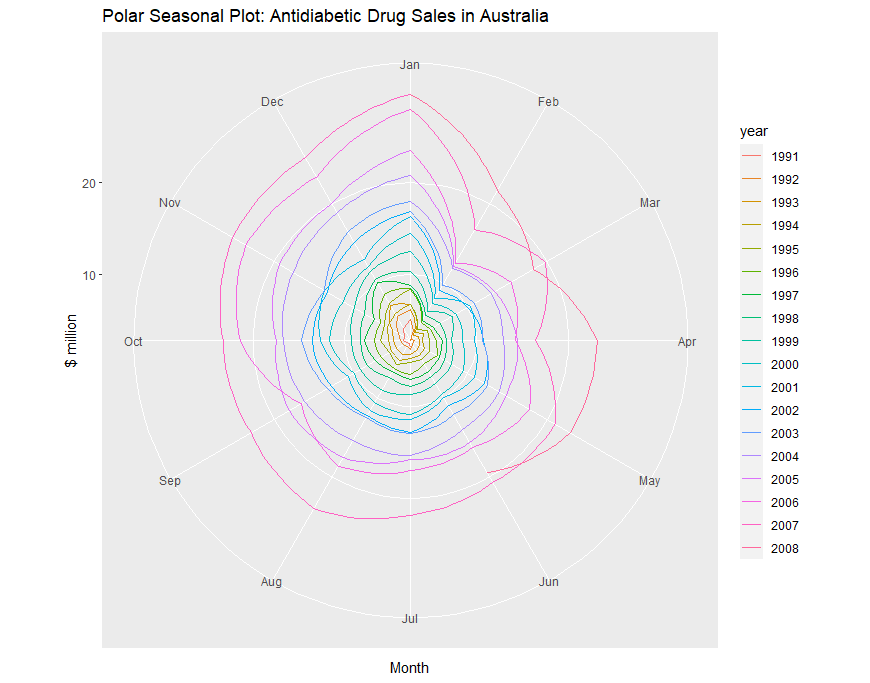 Polar Seasonal Plot: Antidiabetic Drug Sales in Australia
Jan
Feb
Mar
Apr
May
Jun
Jul
Aug
Sep
Oct
Nov
Dec
20
10
$ million
Month
year
1991
1992
1993
1994
1995
1996
1997
1998
1999
2000
2001
2002
2003
2004
2005
2006
2007
2008